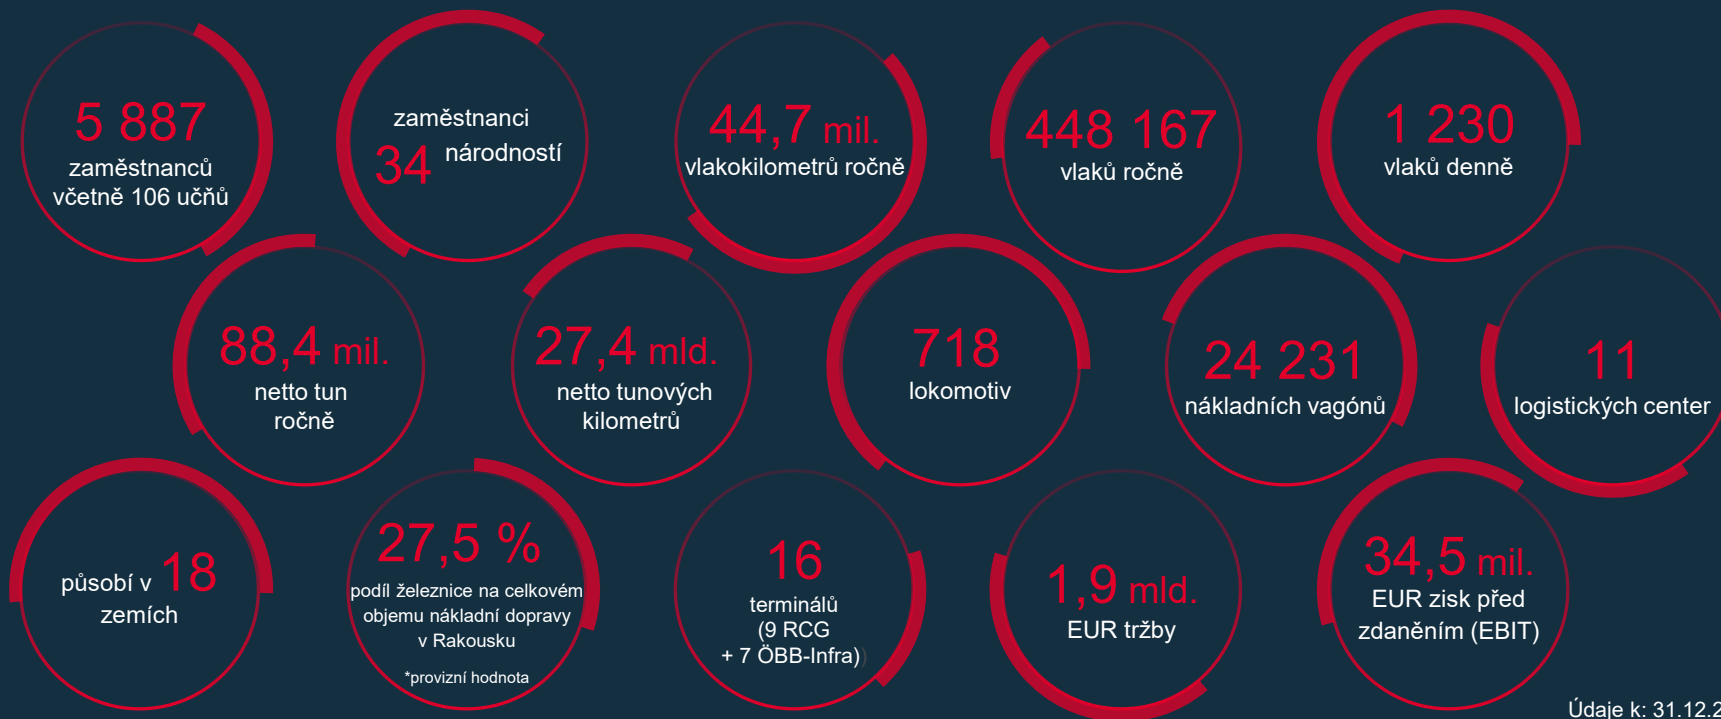 5 887
zaměstnanců
včetně 106 učňů
zaměstnanci
34 národností
44,7 mil.
vlakokilometrů ročně
448 167
vlaků ročně
1 230
vlaků denně
88,4 mil.
netto tun
ročně
27,4 mld.
netto tunových
kilometrů
718
lokomotiv
24 231
nákladních vagónů
11
logistických center
působí v 18
zemích
27,5 %
podíl železnice na celkovém
objemu nákladní dopravy
v Rakousku
*provizní hodnota
16
terminálů
(9 RCG
+ 7 ÖBB-Infra))
1,9 mld.
EUR tržby
34,5 mil.
EUR zisk před
zdaněním (EBIT)
Údaje k: 31.12.2